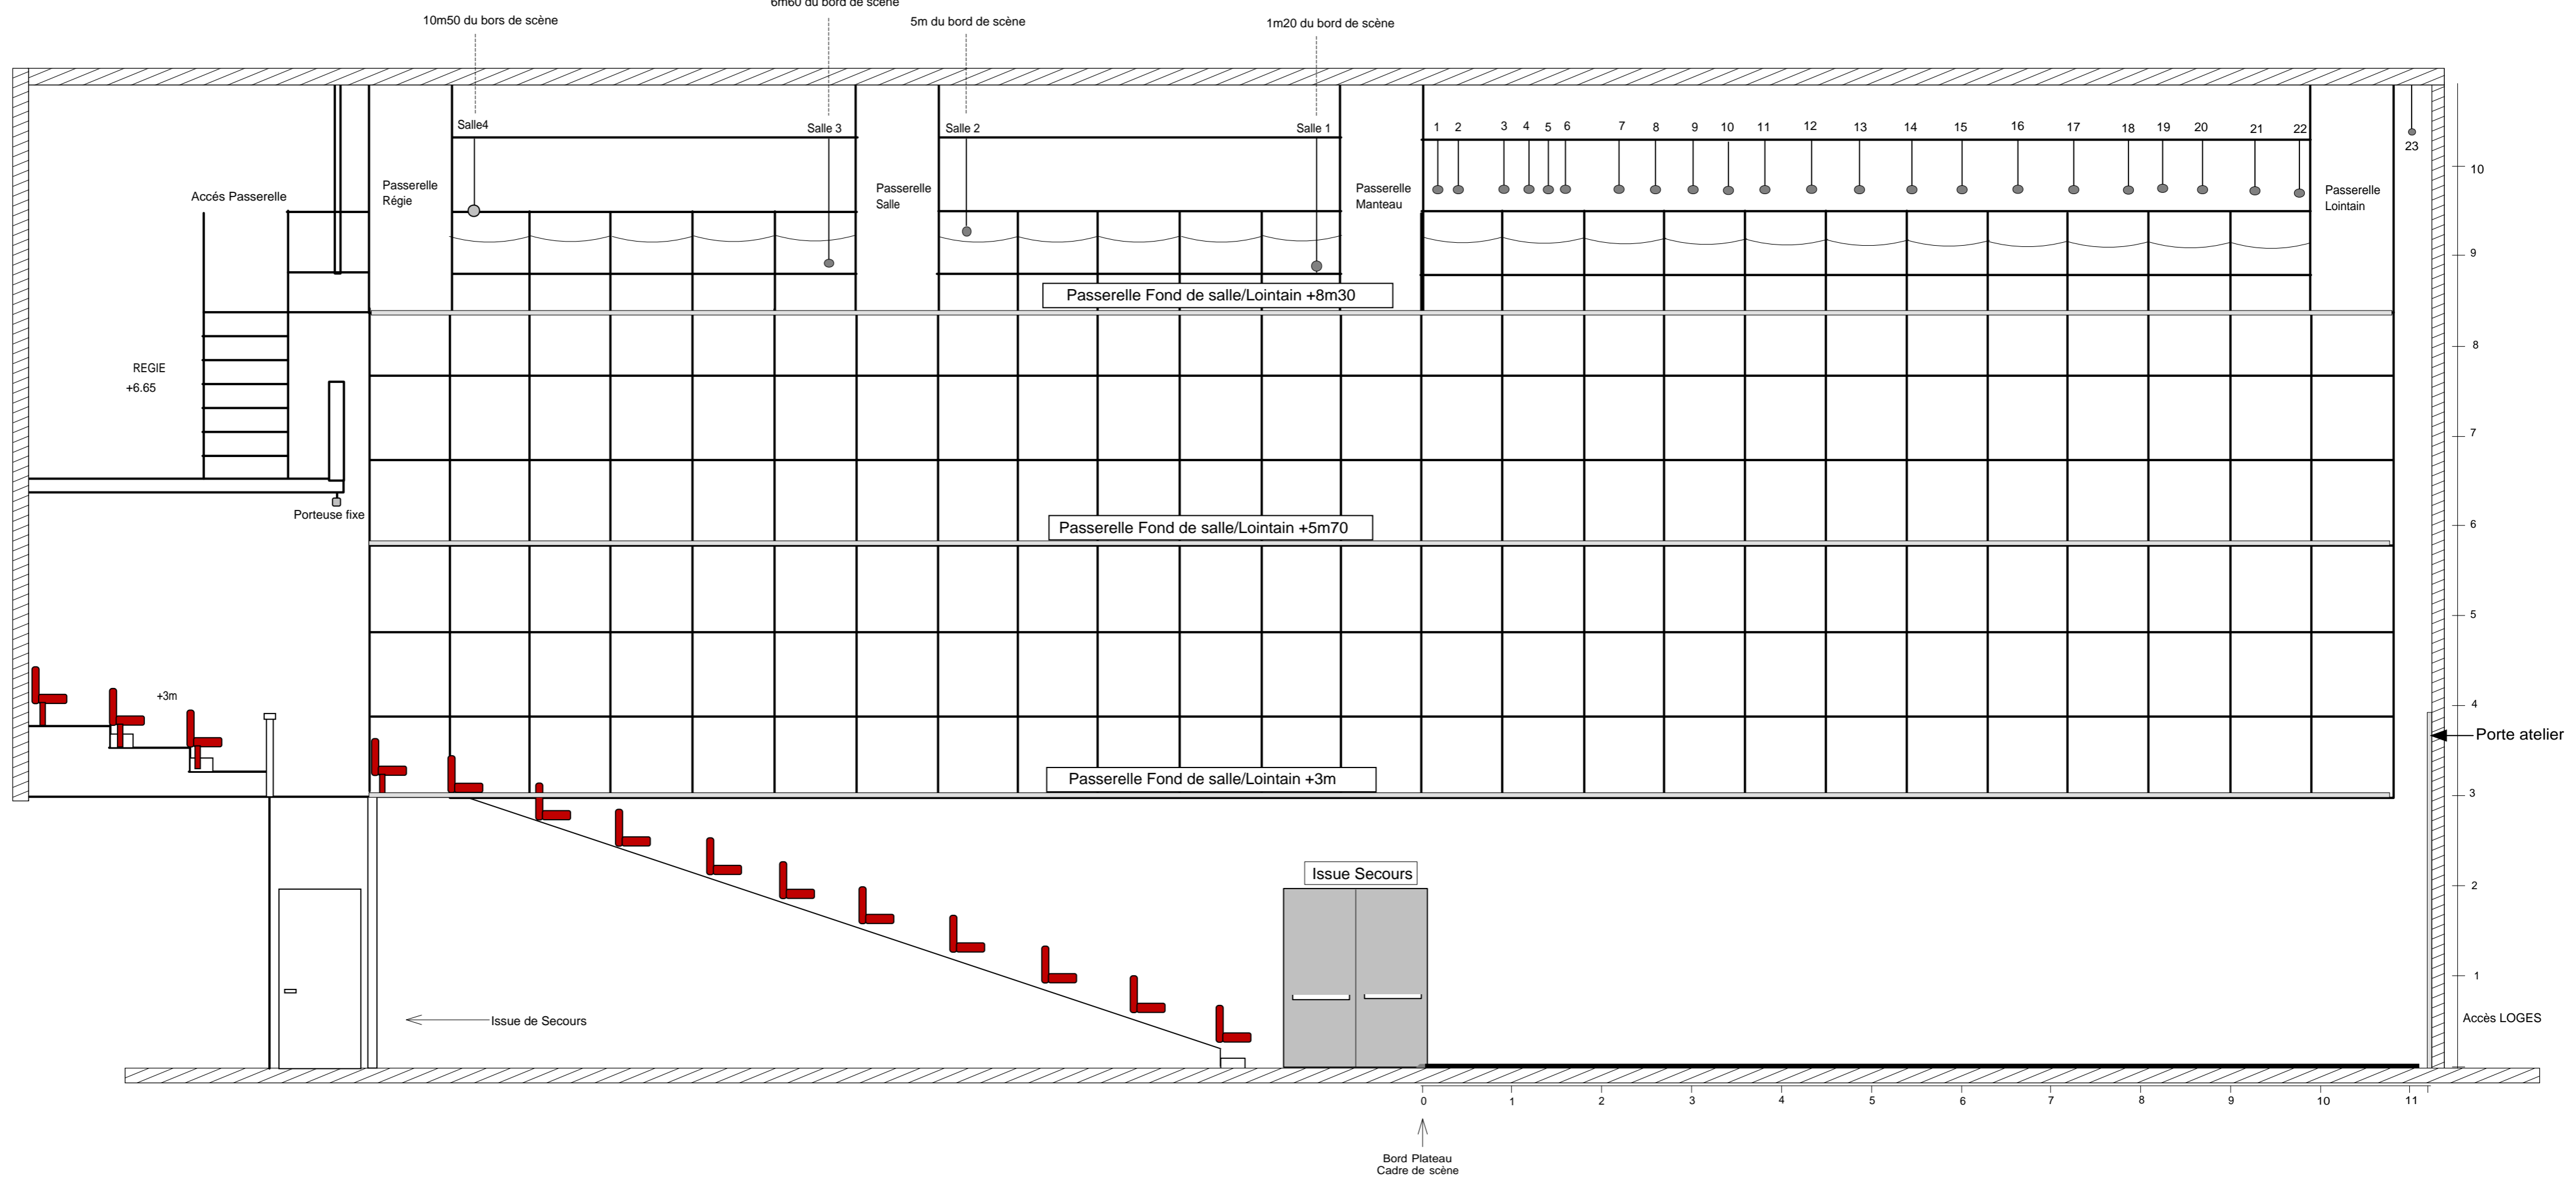 6m60 du bord de scène
10m50 du bors de scène
5m du bord de scène
1m20 du bord de scène
Salle4
Salle 3
Salle 2
Salle 1
1 2 3 4 5 6 7 8 9 10 11 12 13 14 15 16 17 18 19 20 21 22
23
10
Accés Passerelle
Passerelle
Régie
Passerelle
Salle
Passerelle
Manteau
Passerelle
Lointain
9
Passerelle Fond de salle/Lointain +8m30
8
REGIE
+6.65
7
Porteuse fixe
Passerelle Fond de salle/Lointain +5m70
6
5
+3m
4
Porte atelier
Passerelle Fond de salle/Lointain +3m
3
Issue Secours
2
1
Issue de Secours
Accès LOGES
0 1 2 3 4 5 6 7 8 9 10 11
Bord Plateau
Cadre de scène